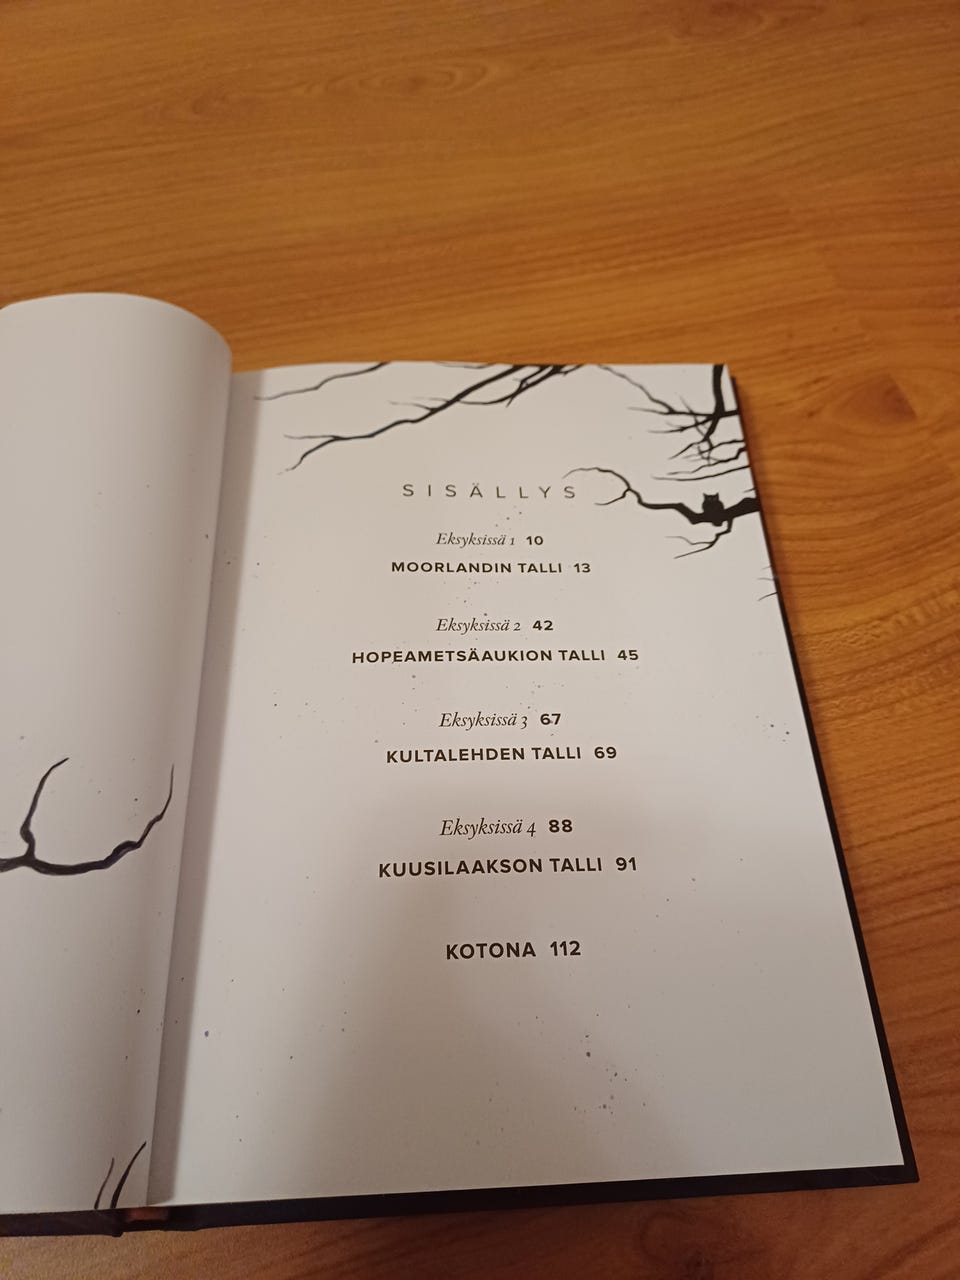 SISÄLLYS
Eksyksissä 1 10
MOORLANDIN TALLI 13
Eksyksissä 2 42
HOPEAMETSÄAUKION TALLI 45
Eksyksissä 3 67
KULTALEHDEN TALLI 69
Eksyksissä 4 88
KUUSILAAKSON TALLI 91
KOTONA 112